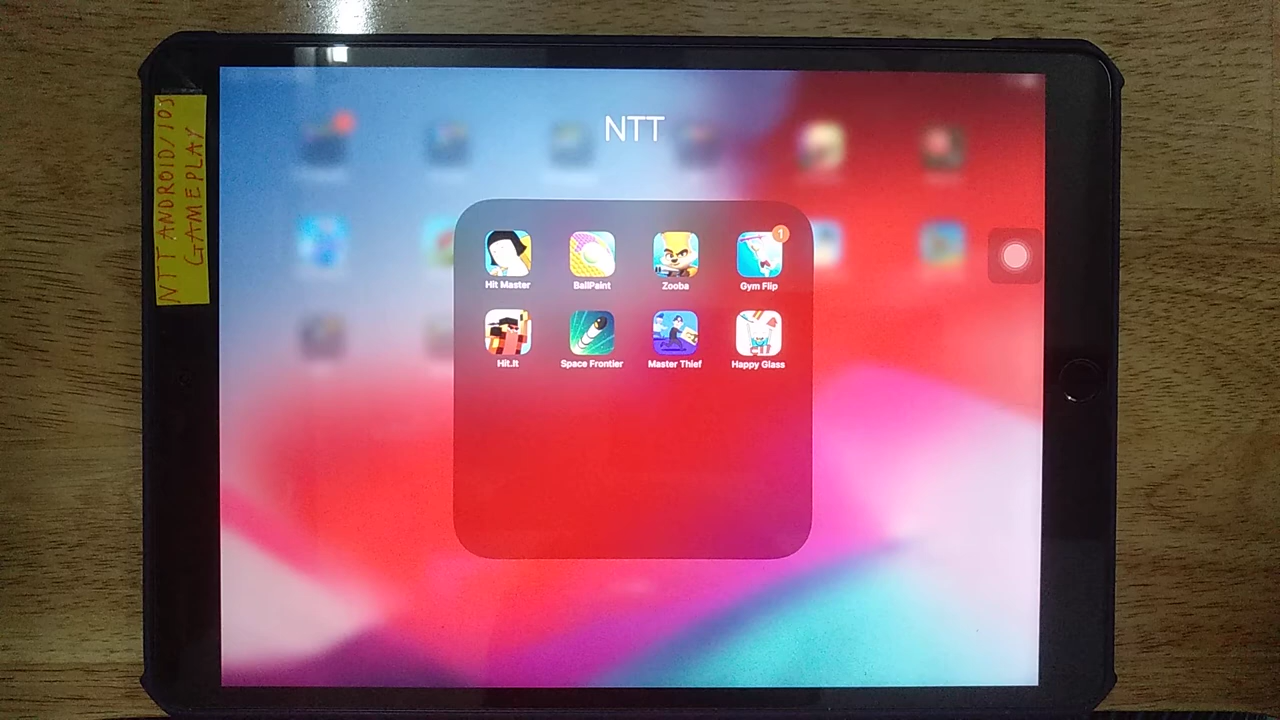 NTT ANDROID/IOS
GAMEPLAY
NTT
1
Hit Master
BallPaint
Zooba
Gym Flip
Hit.It
Space Frontier
Master Thief
Happy Glass